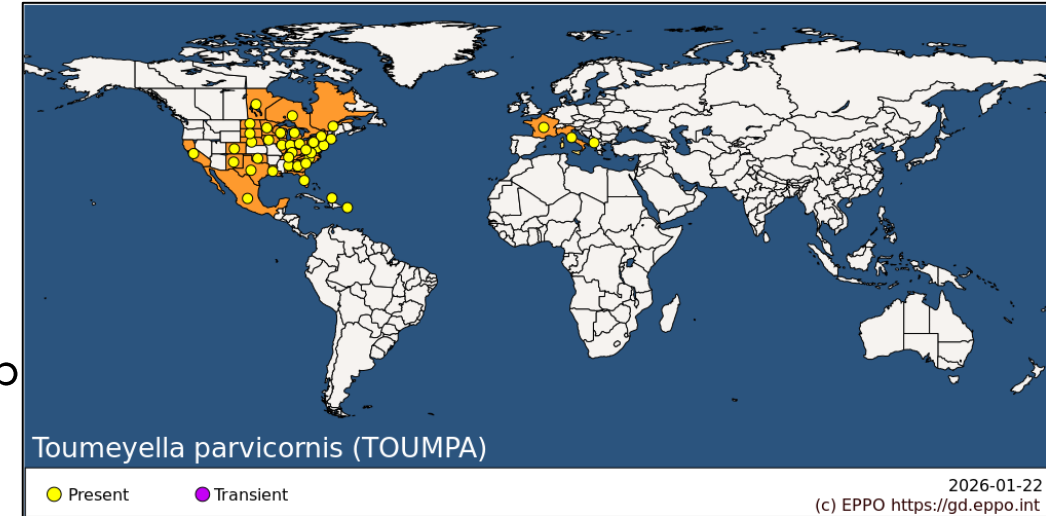 Toumeyella parvicornis (TOUMPA)
Present
Transient
2026-01-22
(c) EPPO https://gd.eppo.int